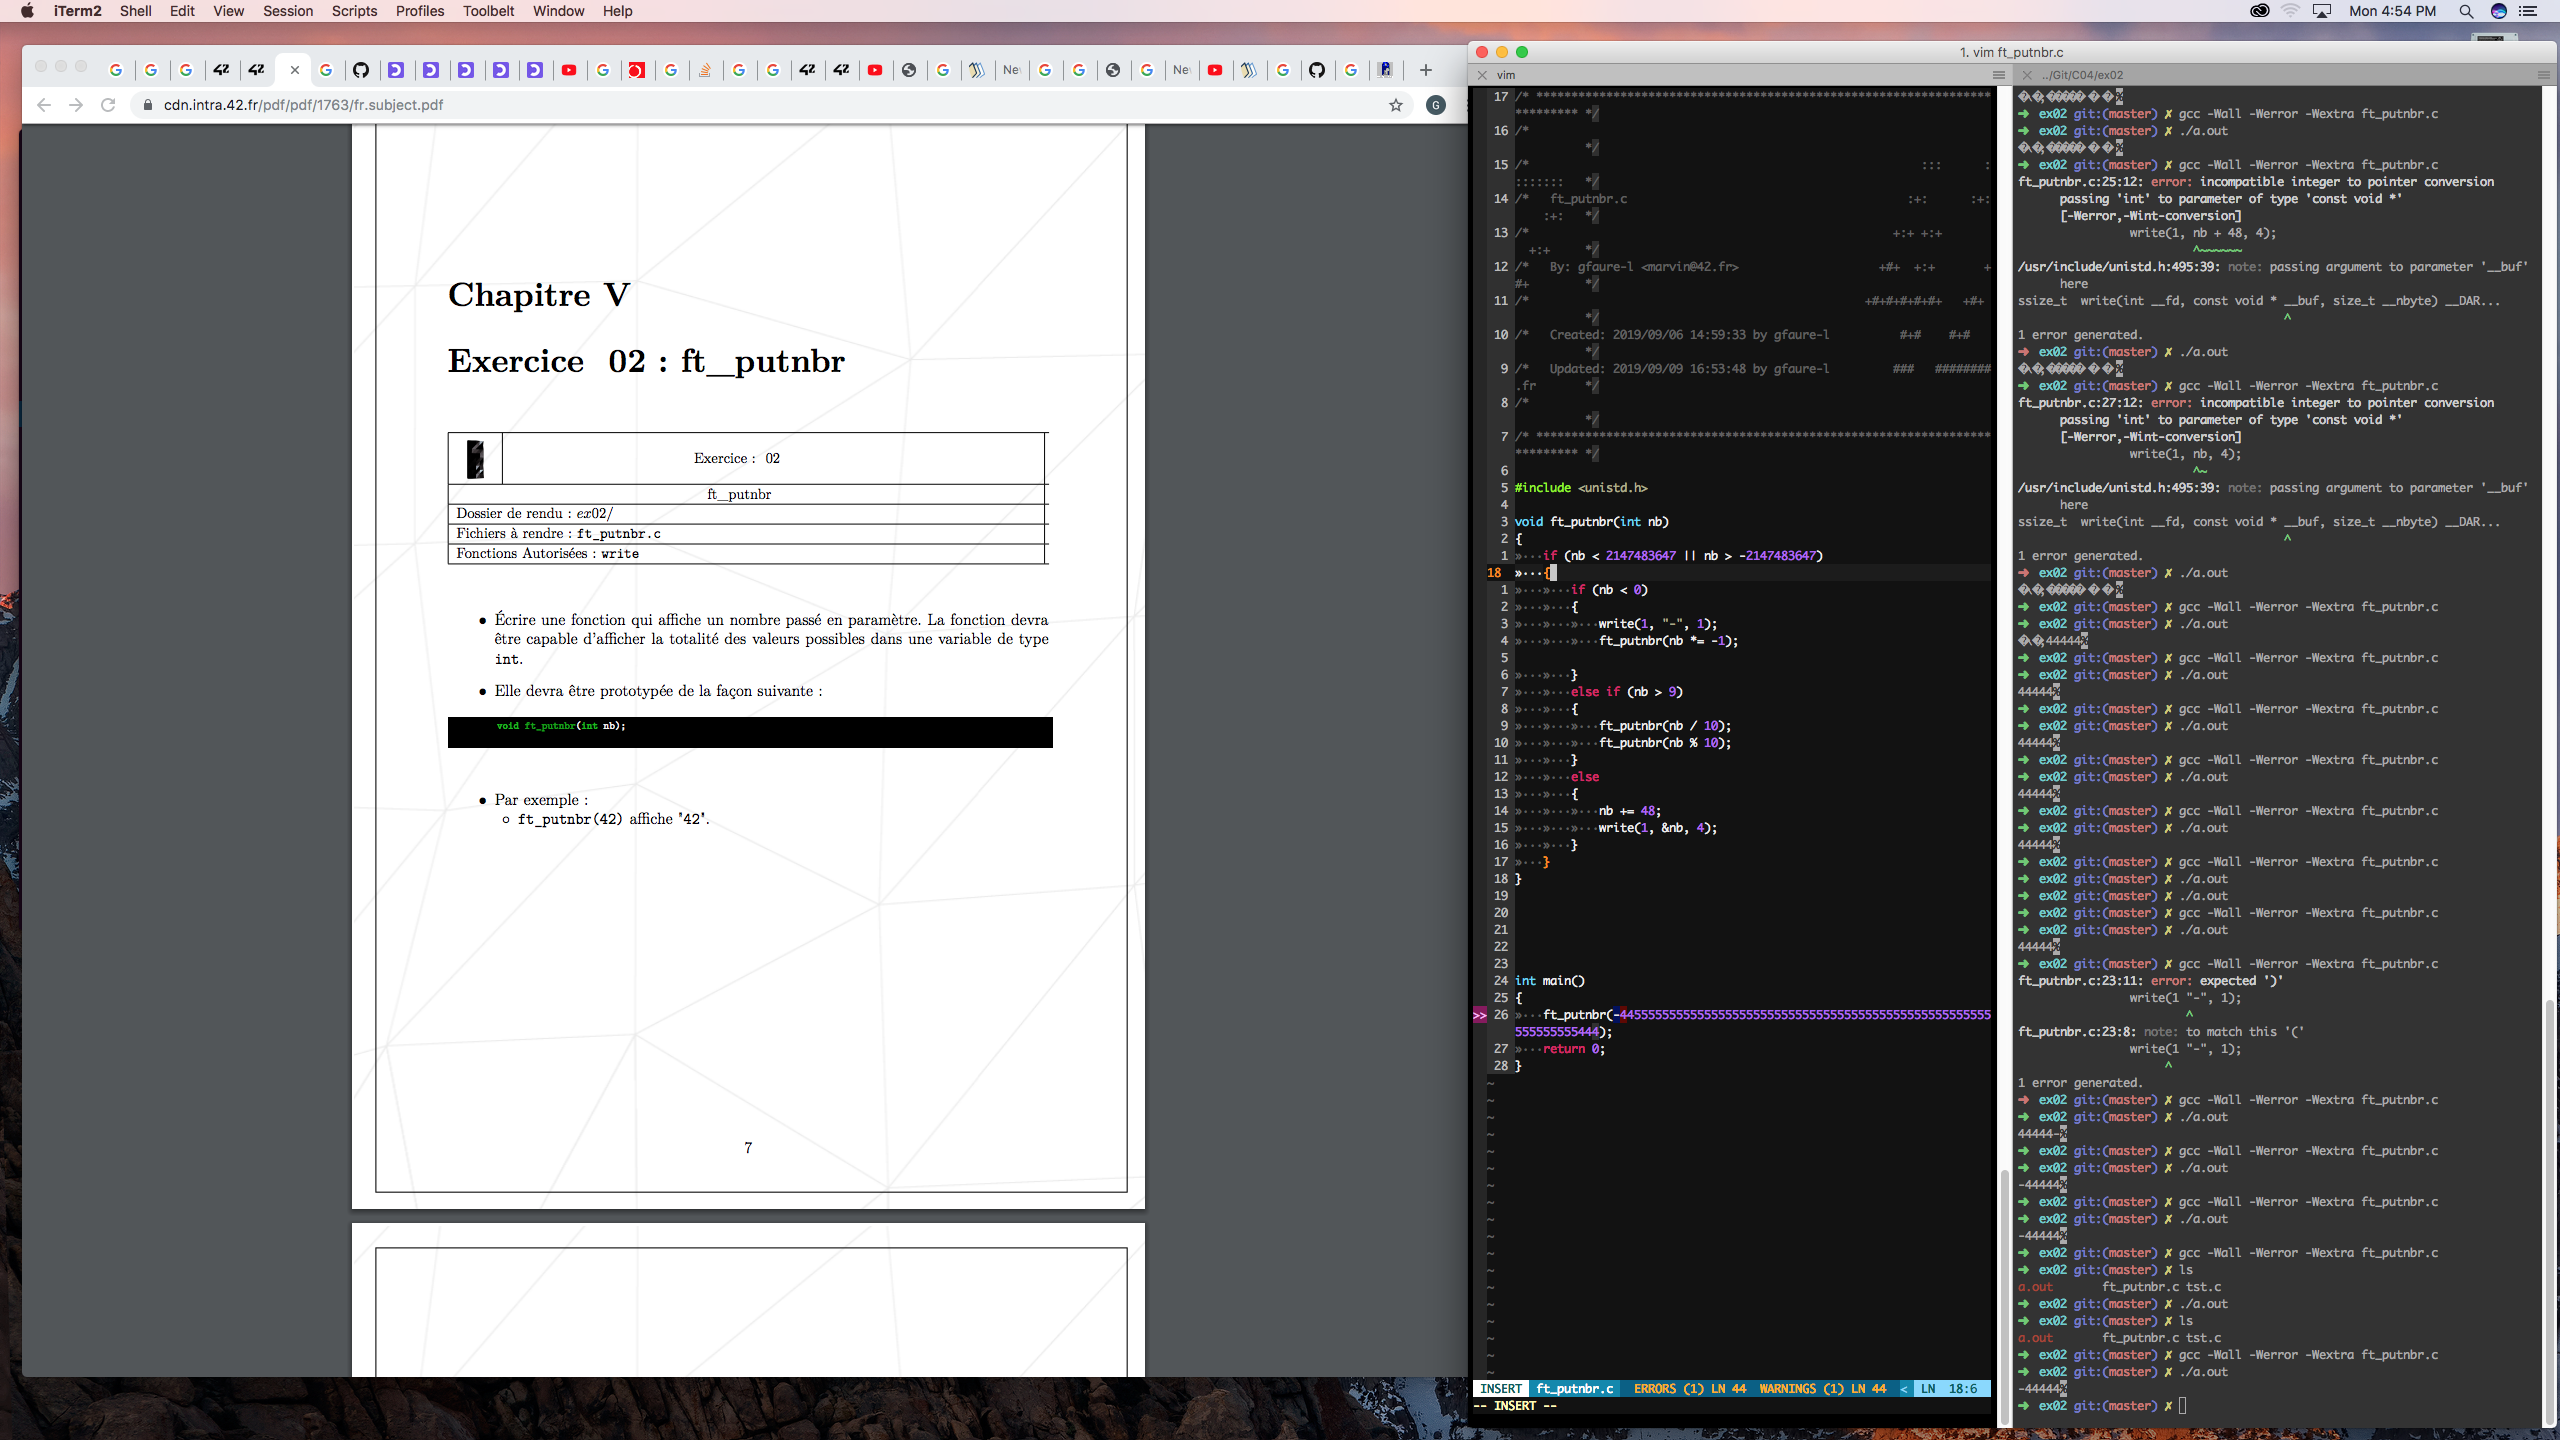 iTerm2 Shell Edit View Session Scripts Profiles Toolbelt Window Help
Mon 4:54 PM
cdn.intra.42.fr/pdf/pdf/1763/fr.subject.pdf
Chapitre V
Exercice 02 : ft_putnbr
Exercice : 02
ft_putnbr
Dossier de rendu : ex02/
Fichiers à rendre : ft_putnbr.c
Fonctions Autorisées : write
• Écrire une fonction qui affiche un nombre passé en paramètre. La fonction devra
être capable d'afficher la totalité des valeurs possibles dans une variable de type
int.
• Elle devra être prototypée de la façon suivante :
void ft_putnbr(int nb);
• Par exemple :
◦ ft_putnbr(42) affiche "42".
7
1. vim ft_putnbr.c
vim
14 /* ft_putnbr.c
12 /* By: gfaure-l <marvin@42.fr>
10 /* Created: 2019/09/06 14:59:33 by gfaure-l
9 /* Updated: 2019/09/09 16:53:48 by gfaure-l
.fr */
5 #include <unistd.h>
4
3 void ft_putnbr(int nb)
2 {
1 if (nb < 2147483647 || nb > -2147483647)
18 {
1 if (nb < 0)
2 {
3 write(1, "-", 1);
4 ft_putnbr(nb *= -1);
5
6 }
7 else if (nb > 9)
8 {
9 ft_putnbr(nb / 10);
10 ft_putnbr(nb % 10);
11 }
12 else
13 {
14 nb += 48;
15 write(1, &nb, 4);
16 }
17 }
18 }
19
20
21
22
23
24 int main()
25 {
>> 26 ft_putnbr(-
555555555444);
27 return 0;
28 }
INSERT ft_putnbr.c ERRORS (1) LN 44 WARNINGS (1) LN 44 < LN 18:6
-- INSERT --
../Git/C04/ex02
➜ ex02 git:(master) ✗ gcc -Wall -Werror -Wextra ft_putnbr.c
➜ ex02 git:(master) ✗ ./a.out
➜ ex02 git:(master) ✗ gcc -Wall -Werror -Wextra ft_putnbr.c
ft_putnbr.c:25:12: error: incompatible integer to pointer conversion
passing 'int' to parameter of type 'const void *'
[-Werror,-Wint-conversion]
write(1, nb + 48, 4);
^~~~~~~
/usr/include/unistd.h:495:39: note: passing argument to parameter '__buf'
here
ssize_t write(int __fd, const void * __buf, size_t __nbyte) __DAR...
^
1 error generated.
➜ ex02 git:(master) ✗ ./a.out
➜ ex02 git:(master) ✗ gcc -Wall -Werror -Wextra ft_putnbr.c
ft_putnbr.c:27:12: error: incompatible integer to pointer conversion
passing 'int' to parameter of type 'const void *'
[-Werror,-Wint-conversion]
write(1, nb, 4);
^~
/usr/include/unistd.h:495:39: note: passing argument to parameter '__buf'
here
ssize_t write(int __fd, const void * __buf, size_t __nbyte) __DAR...
^
1 error generated.
➜ ex02 git:(master) ✗ ./a.out
➜ ex02 git:(master) ✗ gcc -Wall -Werror -Wextra ft_putnbr.c
➜ ex02 git:(master) ✗ ./a.out
44444%
➜ ex02 git:(master) ✗ gcc -Wall -Werror -Wextra ft_putnbr.c
➜ ex02 git:(master) ✗ ./a.out
44444%
➜ ex02 git:(master) ✗ gcc -Wall -Werror -Wextra ft_putnbr.c
➜ ex02 git:(master) ✗ ./a.out
44444%
➜ ex02 git:(master) ✗ gcc -Wall -Werror -Wextra ft_putnbr.c
➜ ex02 git:(master) ✗ ./a.out
44444%
➜ ex02 git:(master) ✗ gcc -Wall -Werror -Wextra ft_putnbr.c
➜ ex02 git:(master) ✗ ./a.out
44444%
➜ ex02 git:(master) ✗ gcc -Wall -Werror -Wextra ft_putnbr.c
➜ ex02 git:(master) ✗ ./a.out
➜ ex02 git:(master) ✗ ./a.out
➜ ex02 git:(master) ✗ gcc -Wall -Werror -Wextra ft_putnbr.c
➜ ex02 git:(master) ✗ ./a.out
44444%
➜ ex02 git:(master) ✗ gcc -Wall -Werror -Wextra ft_putnbr.c
ft_putnbr.c:23:11: error: expected ')'
write(1 "-", 1);
^
ft_putnbr.c:23:8: note: to match this '('
write(1 "-", 1);
^
1 error generated.
➜ ex02 git:(master) ✗ gcc -Wall -Werror -Wextra ft_putnbr.c
➜ ex02 git:(master) ✗ ./a.out
44444-%
➜ ex02 git:(master) ✗ gcc -Wall -Werror -Wextra ft_putnbr.c
➜ ex02 git:(master) ✗ ./a.out
-44444%
➜ ex02 git:(master) ✗ gcc -Wall -Werror -Wextra ft_putnbr.c
➜ ex02 git:(master) ✗ ./a.out
-44444%
➜ ex02 git:(master) ✗ gcc -Wall -Werror -Wextra ft_putnbr.c
➜ ex02 git:(master) ✗ ls
a.out ft_putnbr.c tst.c
➜ ex02 git:(master) ✗ ./a.out
➜ ex02 git:(master) ✗ ls
a.out ft_putnbr.c tst.c
➜ ex02 git:(master) ✗ gcc -Wall -Werror -Wextra ft_putnbr.c
➜ ex02 git:(master) ✗ ./a.out
-44444%
➜ ex02 git:(master) ✗